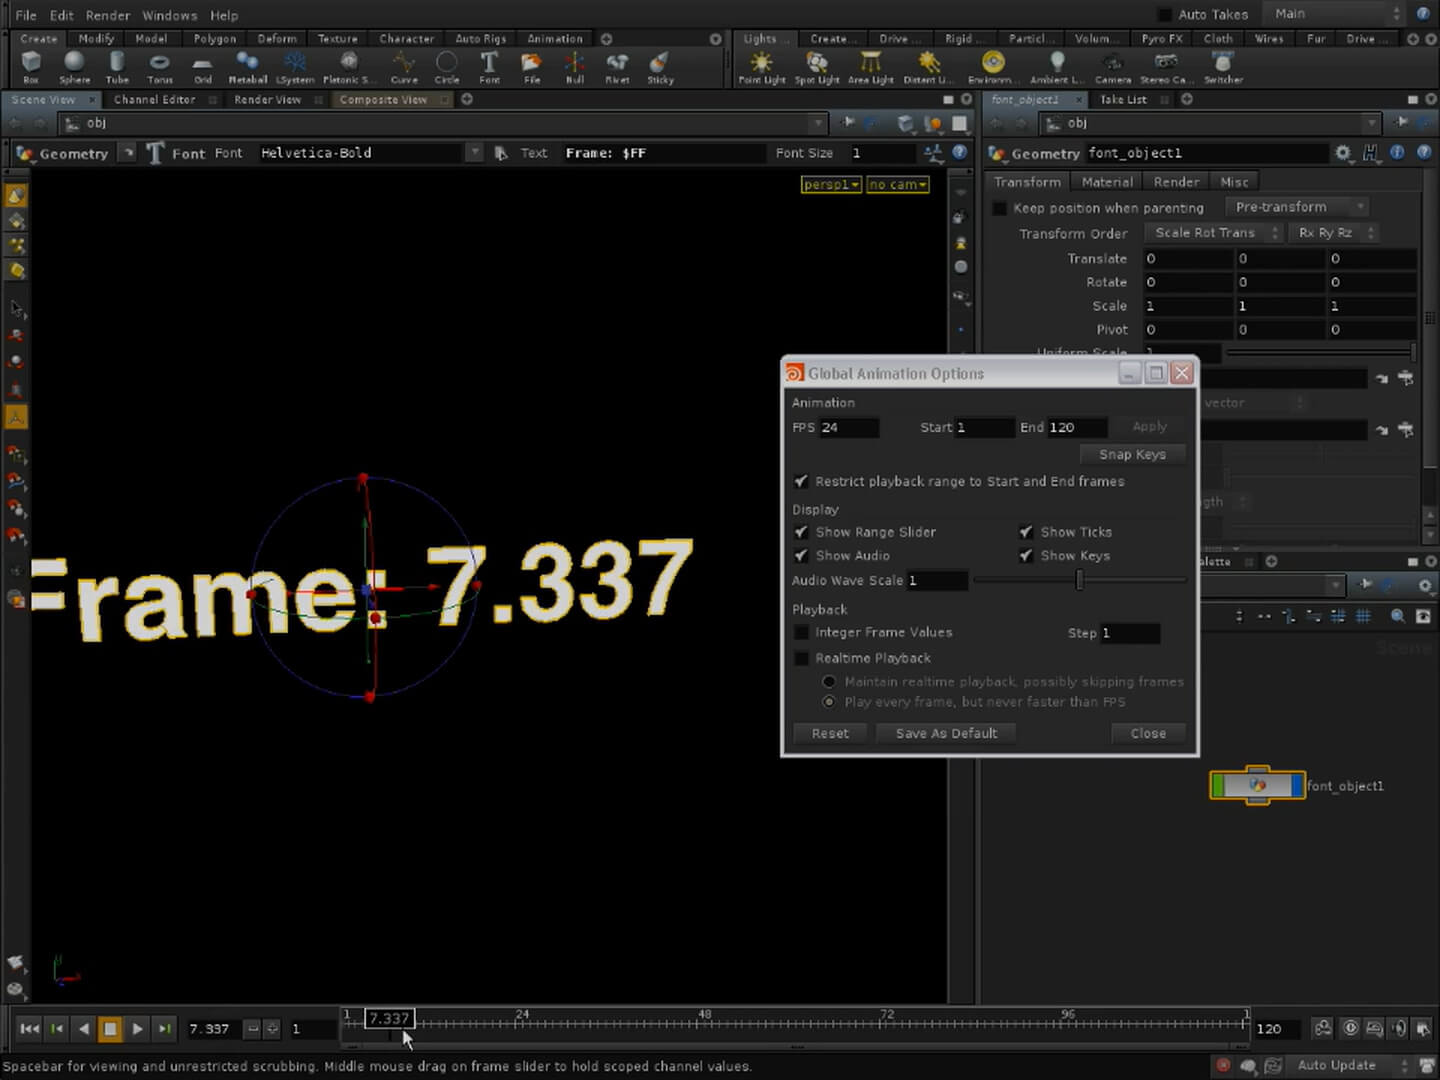 File Edit Render Windows Help
Auto Takes Main
Create Modify Model Polygon Deform Texture Character Auto Rigs Animation
Lights ... Create... Drive ... Rigid ... Particl... Volum... Pyro FX Cloth Wires Fur Drive ...
Box Sphere Tube Torus Grid Metaball LSystem Platonic S... Curve Circle Font File Null Rivet Sticky
Point Light Spot Light Area Light Distant Li... Environm... Ambient L... Camera Stereo Ca... Switcher
Scene View Channel Editor Render View Composite View
font_object1 Take List
obj
obj
Geometry Font Font Helvetica-Bold Text Frame: $FF Font Size 1
Geometry font_object1
persp1 no cam
Transform Material Render Misc
Keep position when parenting Pre-transform
Transform Order Scale Rot Trans Rx Ry Rz
Translate 0 0 0
Rotate 0 0 0
Scale 1 1 1
Pivot 0 0 0
Uniform Scale 1
Global Animation Options
Animation
vector
FPS 24 Start 1 End 120 Apply
Snap Keys
Restrict playback range to Start and End frames
ngth
Display
Show Range Slider Show Ticks
Show Audio Show Keys
alette
Audio Wave Scale 1
Playback
Integer Frame Values Step 1
Realtime Playback
Maintain realtime playback, possibly skipping frames
Play every frame, but never faster than FPS
Reset Save As Default Close
Scene
Frame: 7.337
font_object1
7.337 1
1 7.337 24 48 72 96 1
120
Spacebar for viewing and unrestricted scrubbing. Middle mouse drag on frame slider to hold scoped channel values.
Auto Update